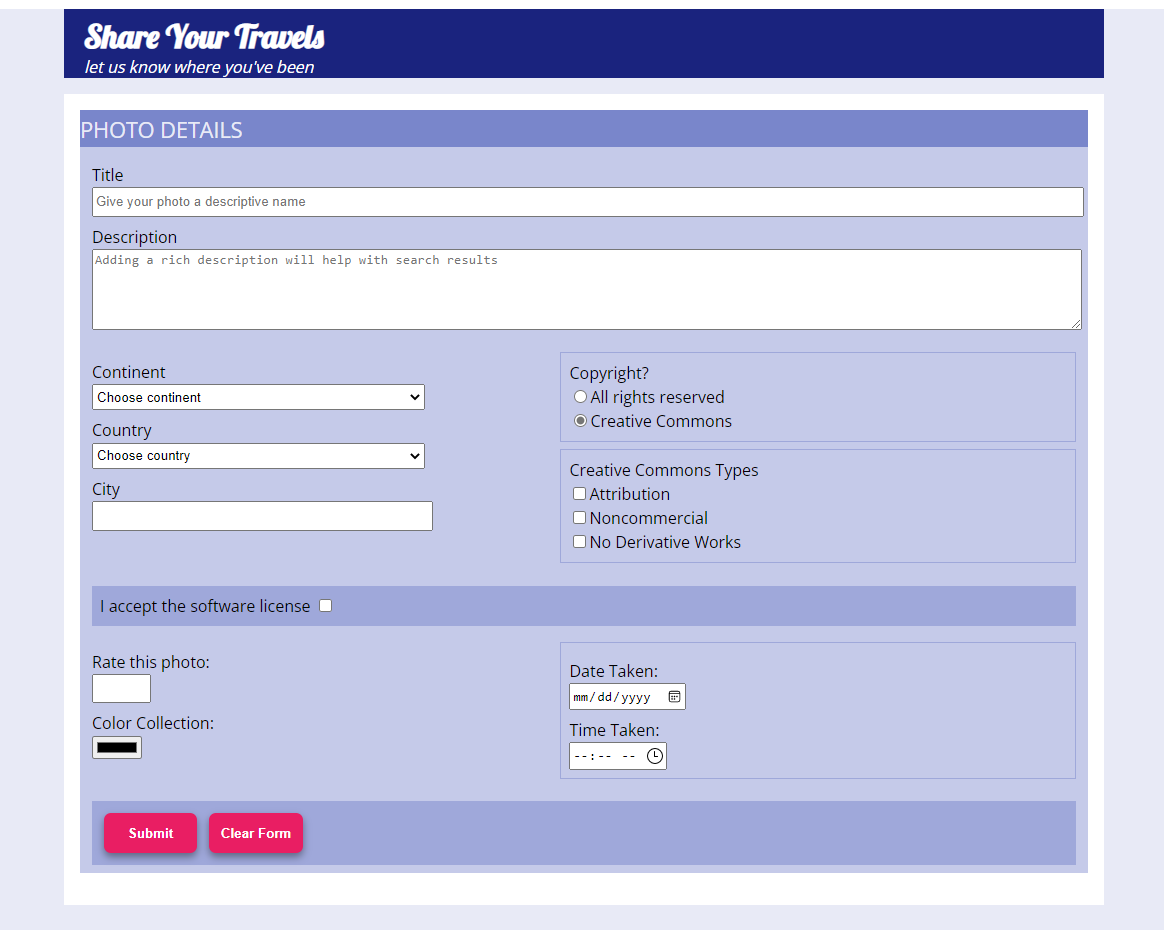 Share Your Travels
let us know where you've been
PHOTO DETAILS
Title
Give your photo a descriptive name
Description
Adding a rich description will help with search results
Continent
Choose continent
Country
Choose country
City
Copyright?
All rights reserved
Creative Commons
Creative Commons Types
Attribution
Noncommercial
No Derivative Works
I accept the software license
Rate this photo:
Color Collection:
Date Taken:
mm/dd/yyyy
Time Taken:
--:-- --
Submit
Clear Form